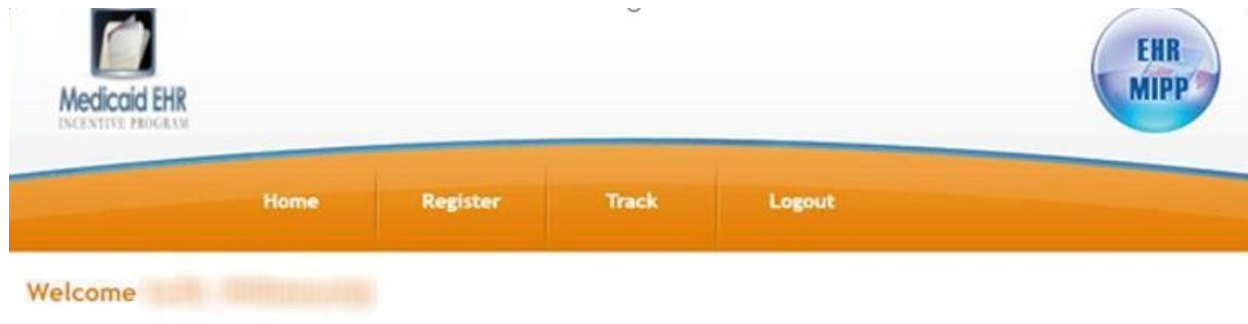 EHR
MIPP
Medicaid EHR
INCENTIVE PROGRAM
Home Register Track Logout
Welcome